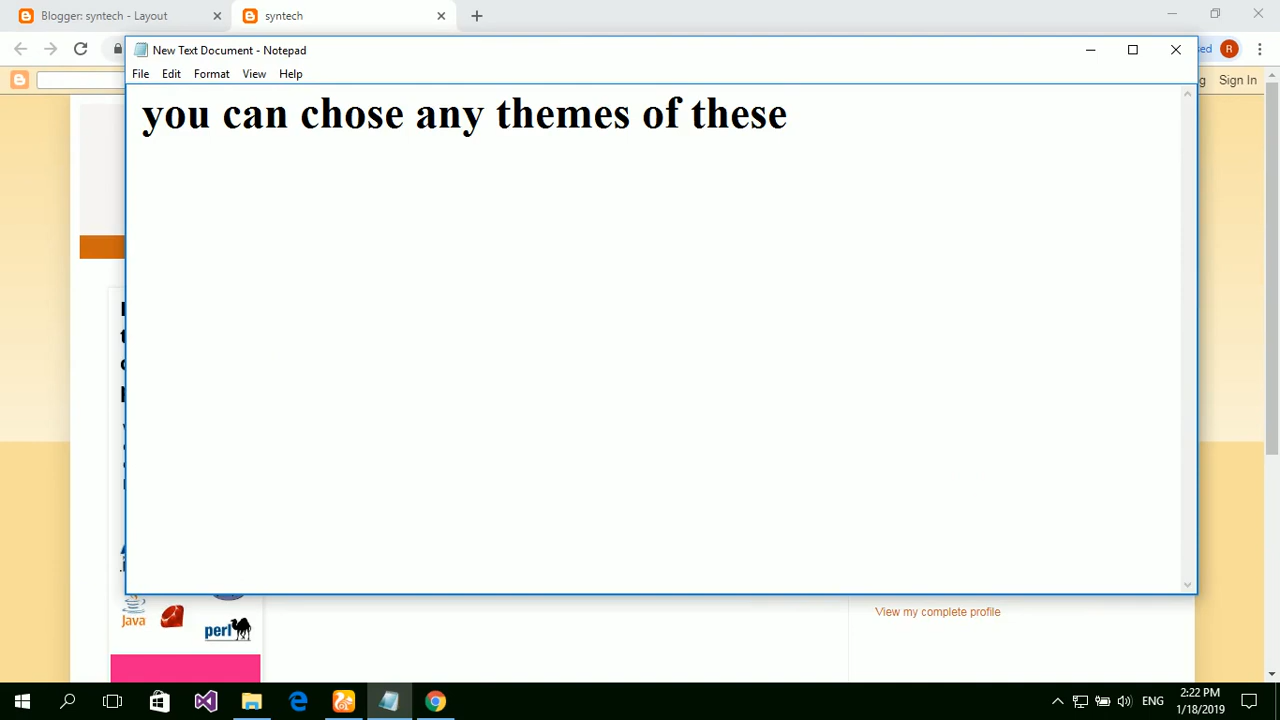 Blogger: syntech - Layout
syntech
New Text Document - Notepad
File Edit Format View Help
Sign In
you can chose any themes of these
Java
perl
View my complete profile
ENG
2:22 PM
1/18/2019
R